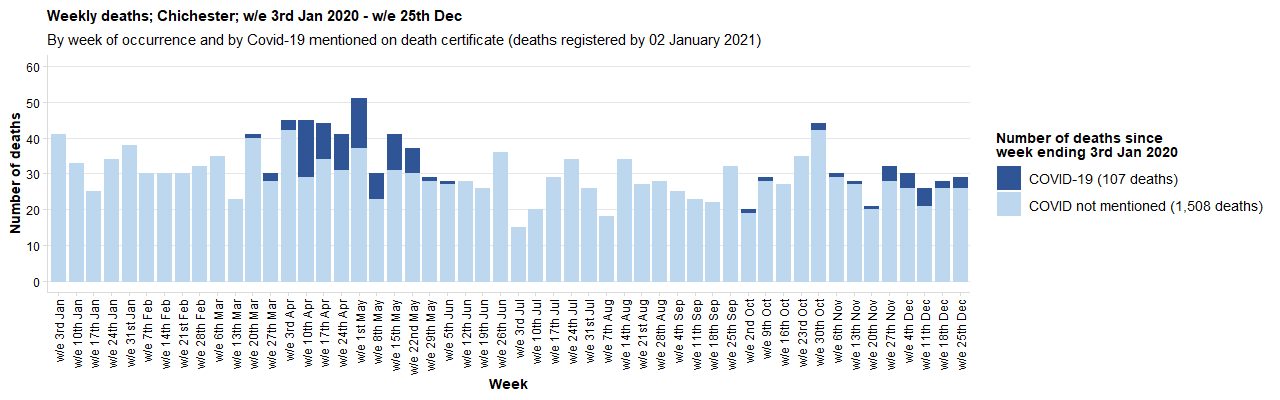 Weekly deaths; Chichester; w/e 3rd Jan 2020 - w/e 25th Dec
By week of occurrence and by Covid-19 mentioned on death certificate (deaths registered by 02 January 2021)
Number of deaths
60
50
40
30
20
10
0
w/e 3rd Jan
w/e 10th Jan
w/e 17th Jan
w/e 24th Jan
w/e 31st Jan
w/e 7th Feb
w/e 14th Feb
w/e 21st Feb
w/e 28th Feb
w/e 6th Mar
w/e 13th Mar
w/e 20th Mar
w/e 27th Mar
w/e 3rd Apr
w/e 10th Apr
w/e 17th Apr
w/e 24th Apr
w/e 1st May
w/e 8th May
w/e 15th May
w/e 22nd May
w/e 29th May
w/e 5th Jun
w/e 12th Jun
w/e 19th Jun
w/e 26th Jun
w/e 3rd Jul
w/e 10th Jul
w/e 17th Jul
w/e 24th Jul
w/e 31st Jul
w/e 7th Aug
w/e 14th Aug
w/e 21st Aug
w/e 28th Aug
w/e 4th Sep
w/e 11th Sep
w/e 18th Sep
w/e 25th Sep
w/e 2nd Oct
w/e 9th Oct
w/e 16th Oct
w/e 23rd Oct
w/e 30th Oct
w/e 6th Nov
w/e 13th Nov
w/e 20th Nov
w/e 27th Nov
w/e 4th Dec
w/e 11th Dec
w/e 18th Dec
w/e 25th Dec
Week
Number of deaths since
week ending 3rd Jan 2020
COVID-19 (107 deaths)
COVID not mentioned (1,508 deaths)